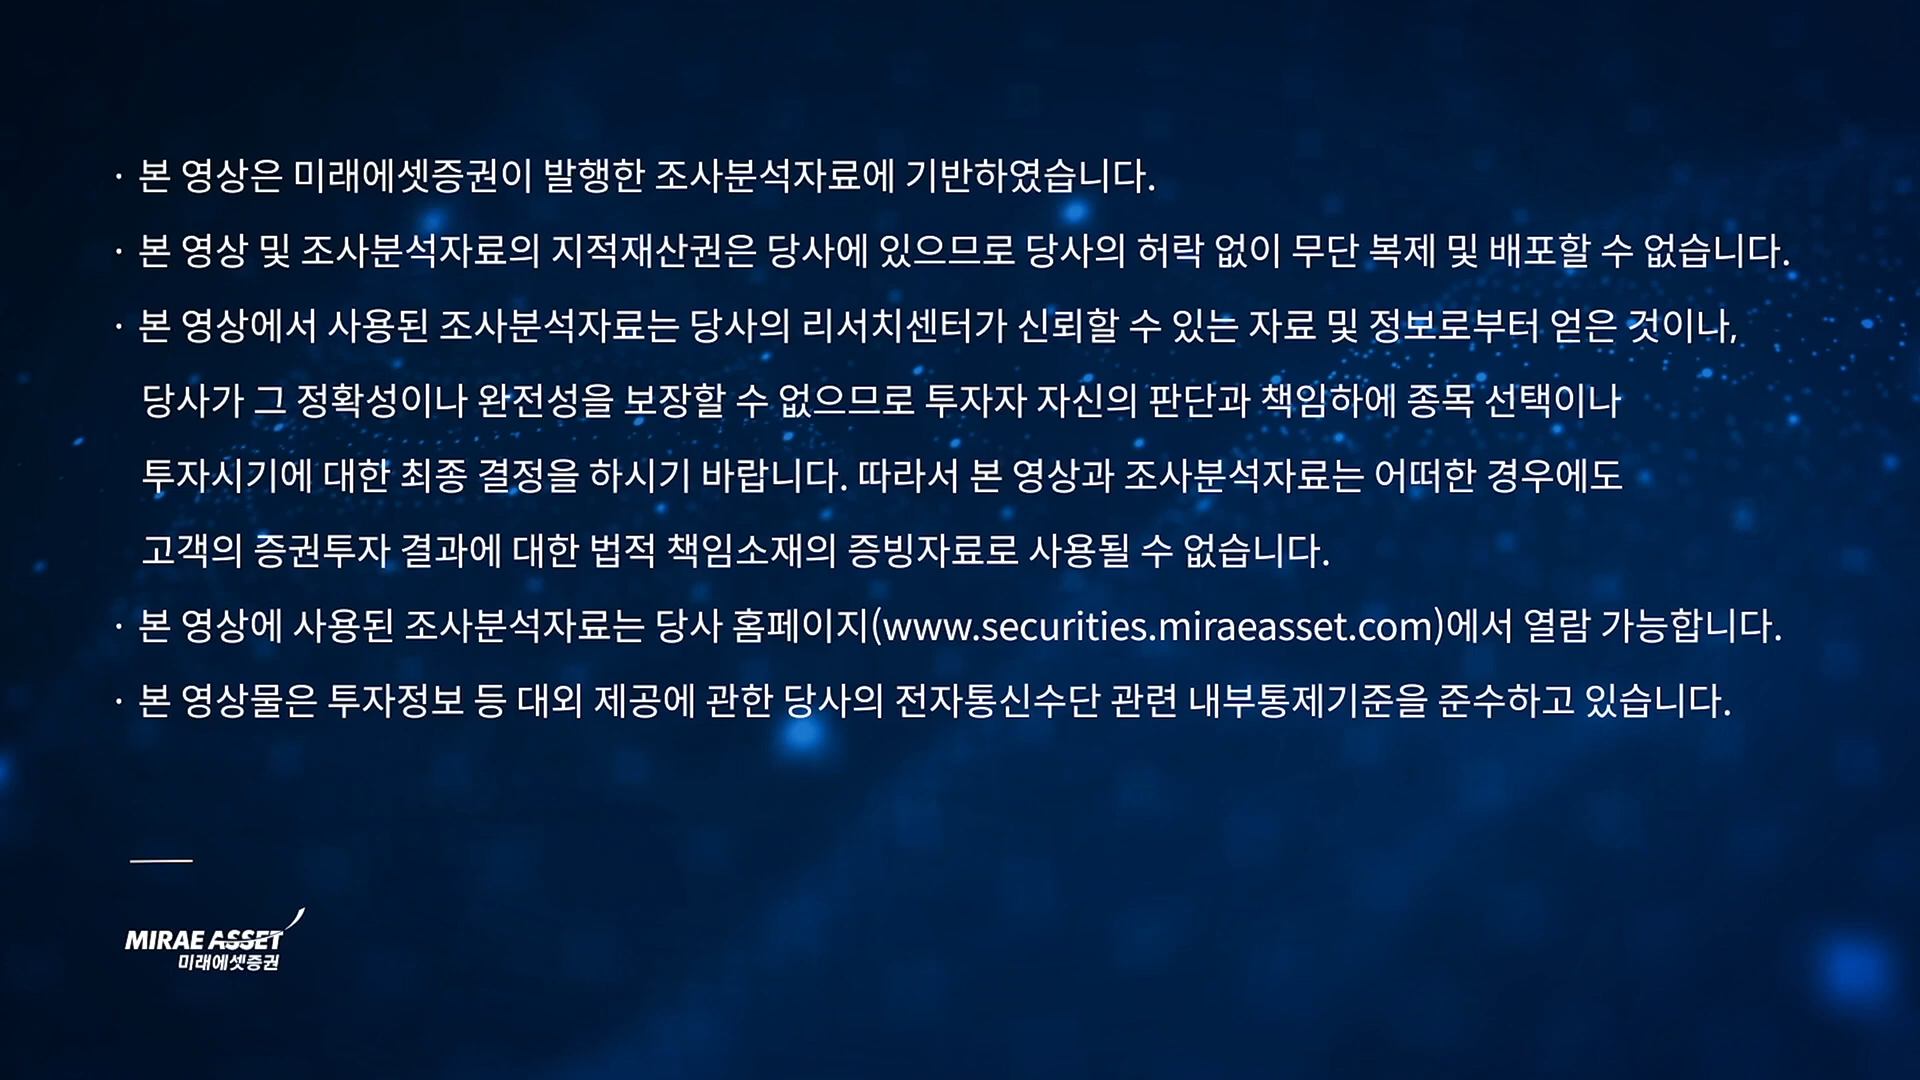 · 본 영상은 미래에셋증권이 발행한 조사분석자료에 기반하였습니다.
· 본 영상 및 조사분석자료의 지적재산권은 당사에 있으므로 당사의 허락 없이 무단 복제 및 배포할 수 없습니다.
· 본 영상에서 사용된 조사분석자료는 당사의 리서치센터가 신뢰할 수 있는 자료 및 정보로부터 얻은 것이나,
당사가 그 정확성이나 완전성을 보장할 수 없으므로 투자자 자신의 판단과 책임하에 종목 선택이나
투자시기에 대한 최종 결정을 하시기 바랍니다. 따라서 본 영상과 조사분석자료는 어떠한 경우에도
고객의 증권투자 결과에 대한 법적 책임소재의 증빙자료로 사용될 수 없습니다.
· 본 영상에 사용된 조사분석자료는 당사 홈페이지(www.securities.miraeasset.com)에서 열람 가능합니다.
· 본 영상물은 투자정보 등 대외 제공에 관한 당사의 전자통신수단 관련 내부통제기준을 준수하고 있습니다.
MIRAE ASSET
미래에셋증권